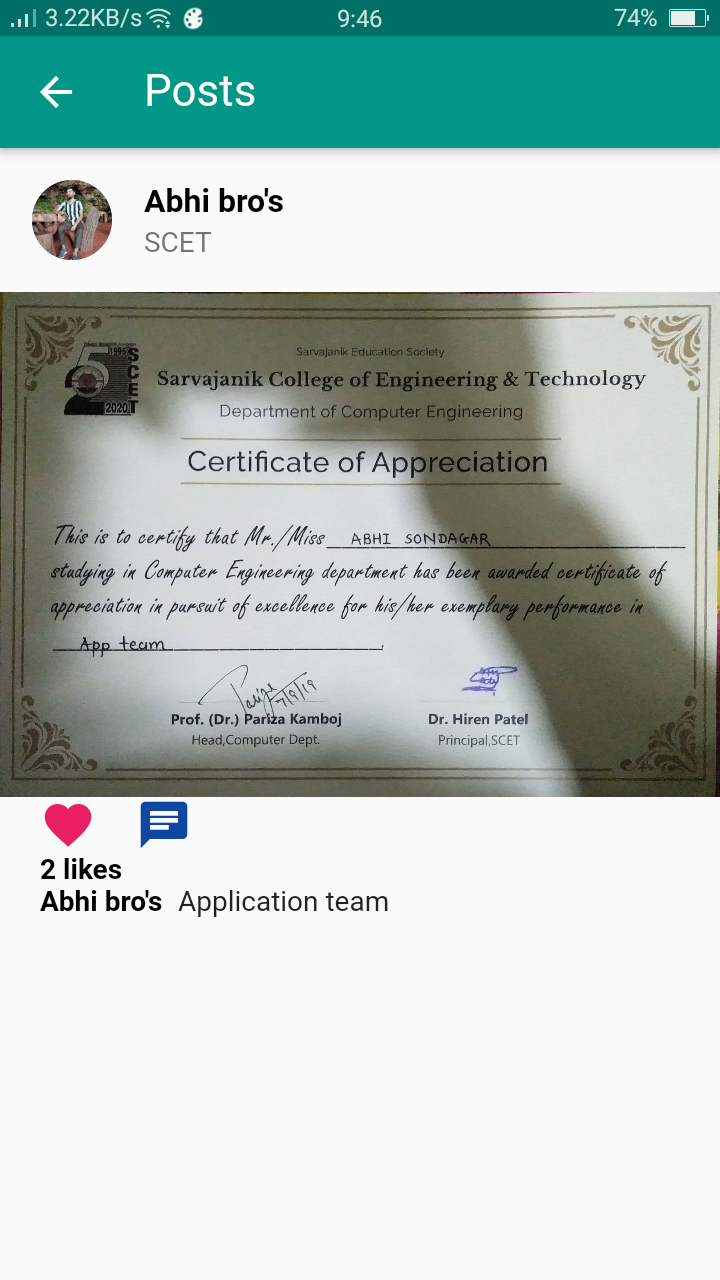 3.22KB/s 9:46 74%
Posts
Abhi bro's
SCET
1995
SCET
2020
Sarvajanik Education Society
Sarvajanik College of Engineering & Technology
Department of Computer Engineering
Certificate of Appreciation
This is to certify that Mr./Miss ABHI SONDAGAR
studying in Computer Engineering department has been awarded certificate of
appreciation in pursuit of excellence for his/her exemplary performance in
App team.
7/9/19
Prof. (Dr.) Pariza Kamboj Dr. Hiren Patel
Head,Computer Dept. Principal,SCET
2 likes
Abhi bro's Application team